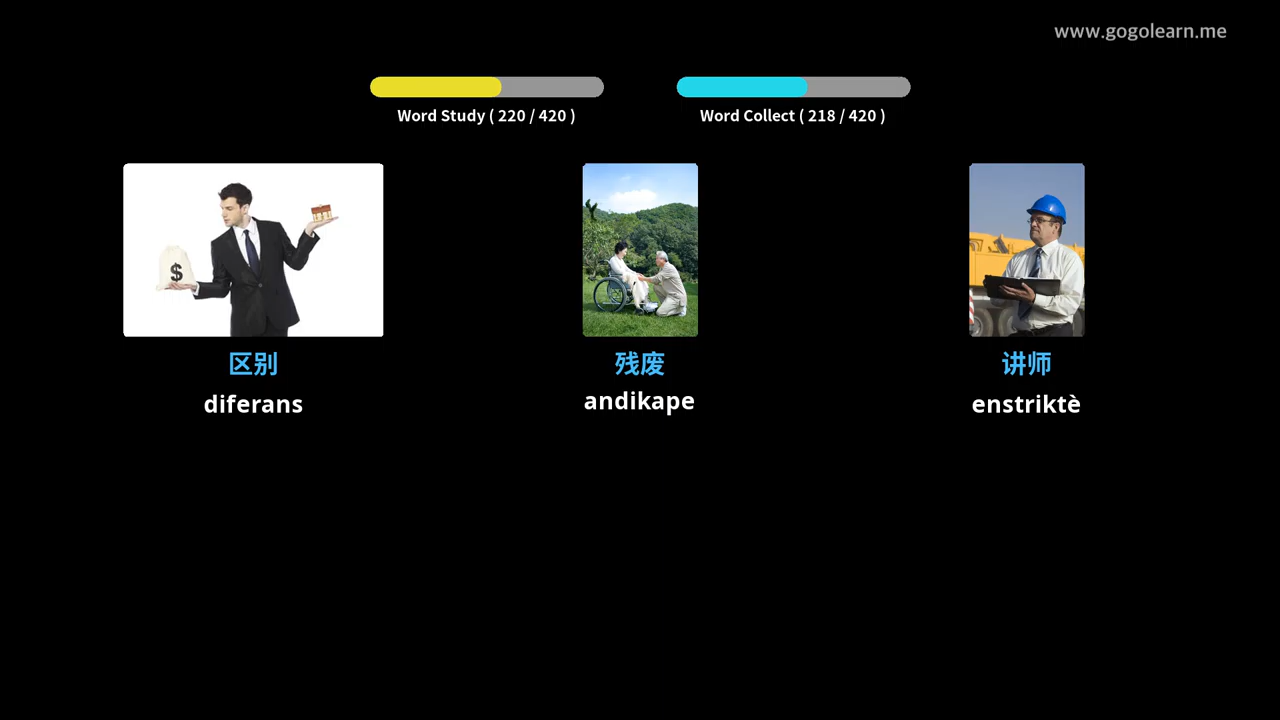 www.gogolearn.me
Word Study ( 220 / 420 )
Word Collect ( 218 / 420 )
$
区别
残废
讲师
diferans
andikape
enstriktè